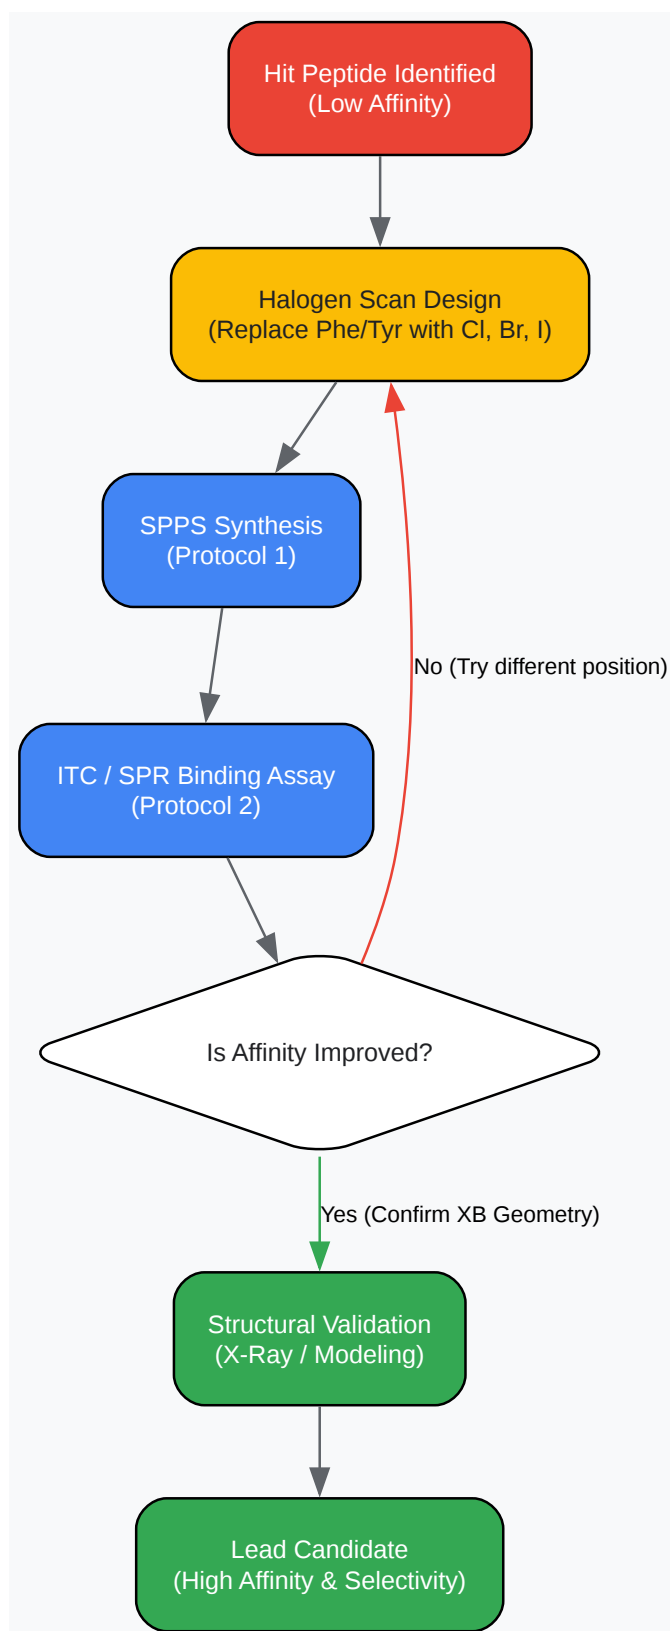 Hit Peptide Identified
(Low Affinity)
Halogen Scan Design
(Replace Phe/Tyr with Cl, Br, I)
SPPS Synthesis
(Protocol 1)
No (Try different position)
ITC / SPR Binding Assay
(Protocol 2)
Is Affinity Improved?
Yes (Confirm XB Geometry)
Structural Validation
(X-Ray / Modeling)
Lead Candidate
(High Affinity & Selectivity)